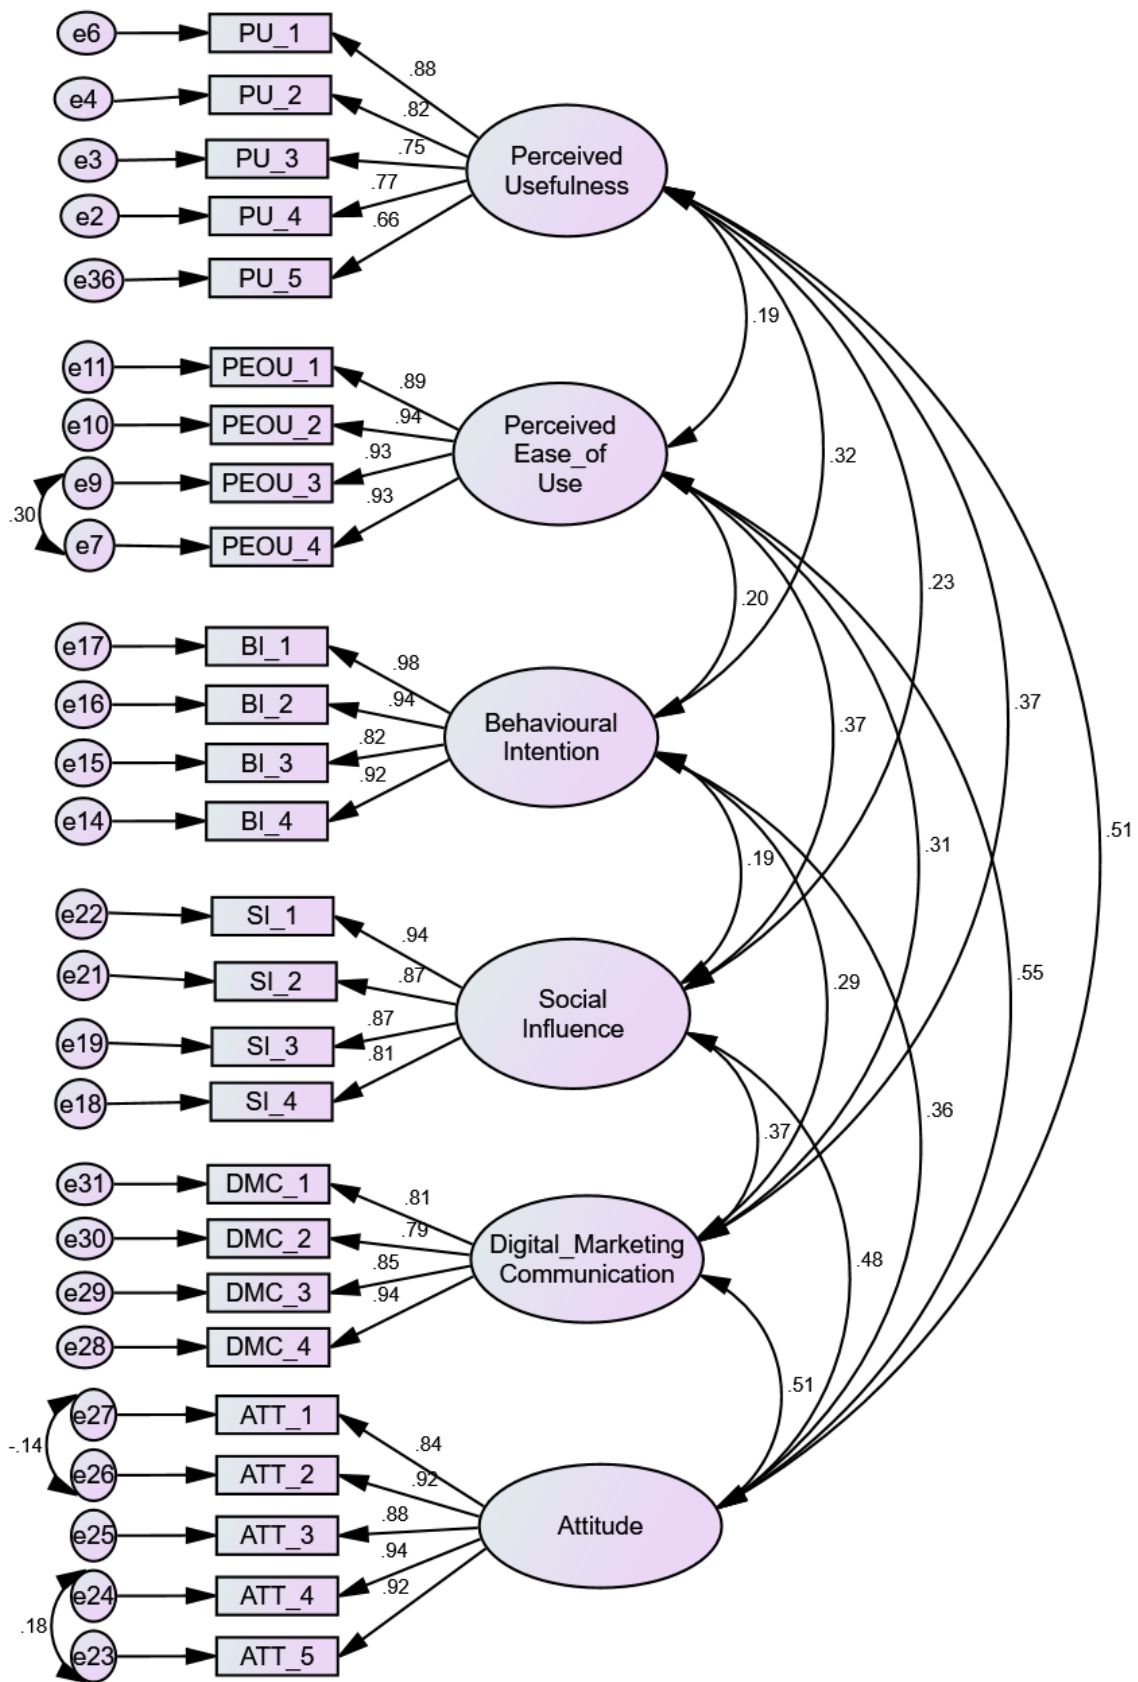 e6
PU_1
.88
e4
PU_2
.82
e3
PU_3
.75
e2
PU_4
.77
e36
PU_5
.66
Perceived
Usefulness
.19
e11
PEOU_1
.89
e10
PEOU_2
.94
e9
PEOU_3
.93
e7
PEOU_4
.93
.30
Perceived
Ease_of
Use
.32
.23
.20
.37
.37
.31
.51
e17
BI_1
.98
e16
BI_2
.94
e15
BI_3
.82
e14
BI_4
.92
Behavioural
Intention
.19
.29
.55
.36
e22
SI_1
.94
e21
SI_2
.87
e19
SI_3
.87
e18
SI_4
.81
Social
Influence
.37
.48
e31
DMC_1
.81
e30
DMC_2
.79
e29
DMC_3
.85
e28
DMC_4
.94
Digital_Marketing
Communication
.51
e27
ATT_1
.84
-.14
e26
ATT_2
.92
e25
ATT_3
.88
e24
ATT_4
.94
.18
e23
ATT_5
.92
Attitude